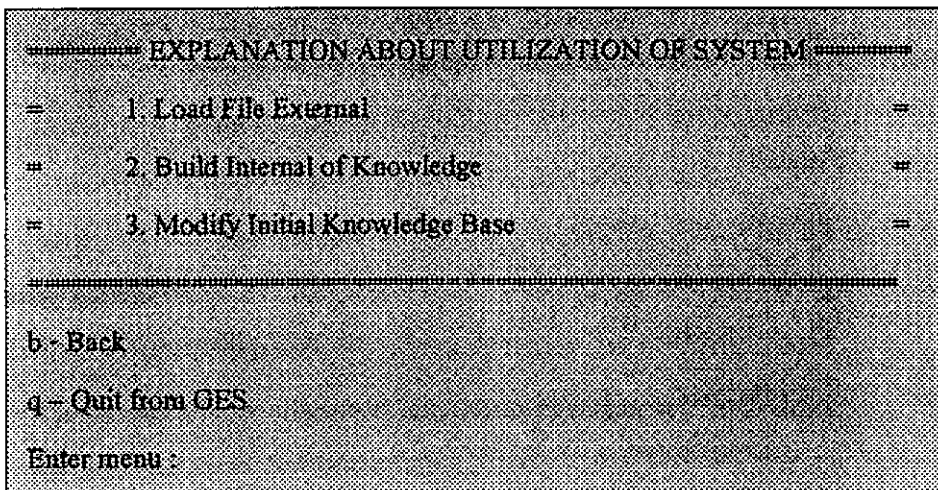 ========== EXPLANATION ABOUT UTILIZATION OF SYSTEM ==========
= 1. Load File External =
= 2. Build Internal of Knowledge =
= 3. Modify Initial Knowledge Base =
============================================================
b - Back
q – Quit from GES
Enter menu :